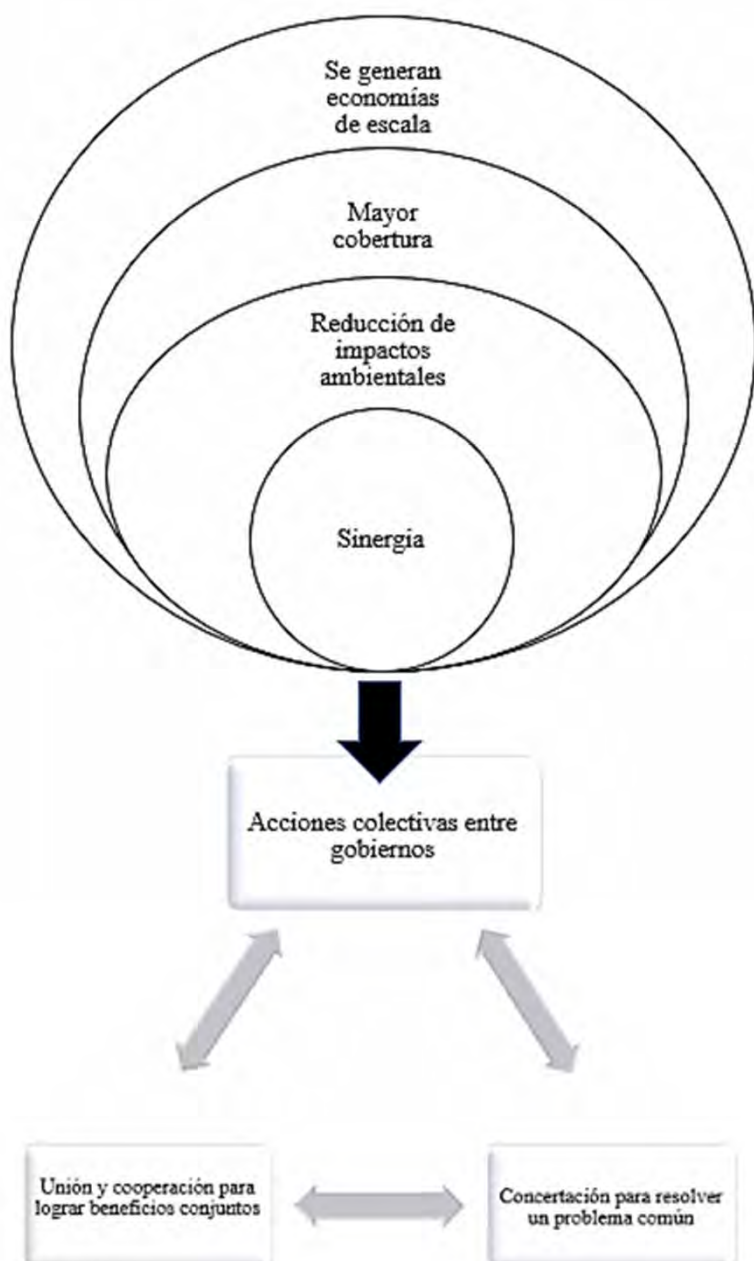 Se generan
economías
de escala
Mayor
cobertura
Reducción de
impactos
ambientales
Sinergia
Acciones colectivas entre
gobiernos
Unión y cooperación para
lograr beneficios conjuntos
Concertación para resolver
un problema común